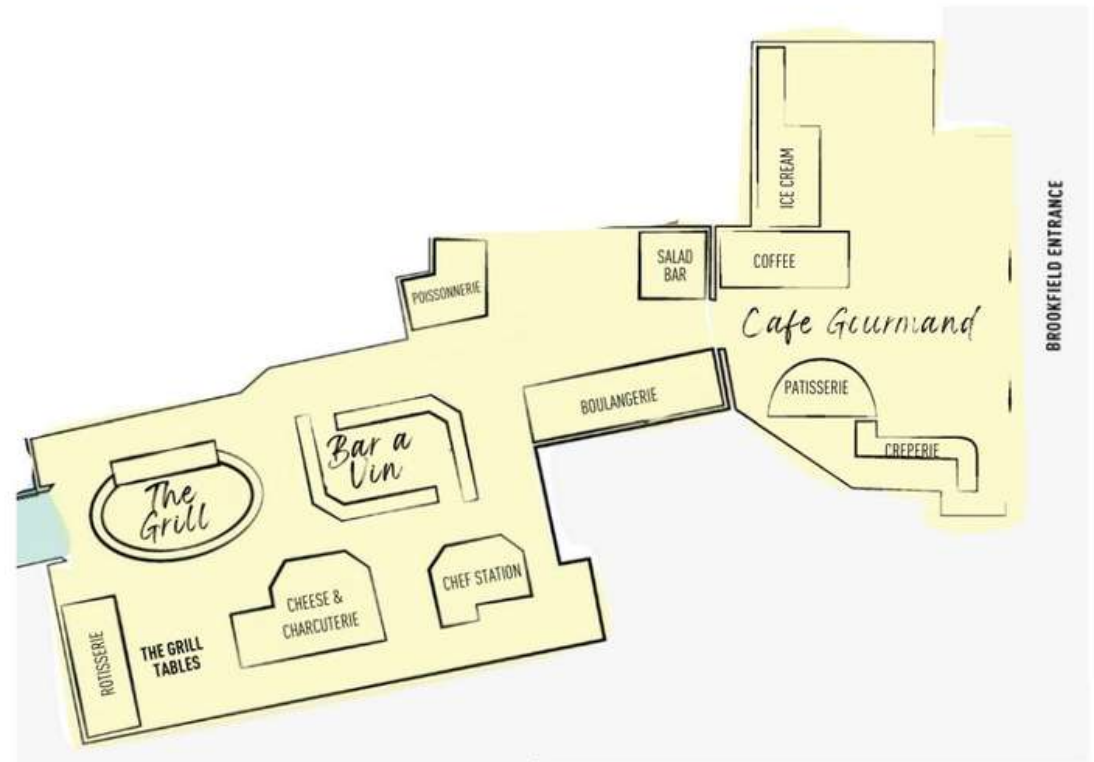 ICE CREAM
BROOKFIELD ENTRANCE
SALAD
BAR
COFFEE
POISSONNERIE
Cafe Gourmand
PATISSERIE
BOULANGERIE
CREPERIE
Bar a
Vin
The
Grill
CHEF STATION
CHEESE &
CHARCUTERIE
ROTISSERIE
THE GRILL
TABLES